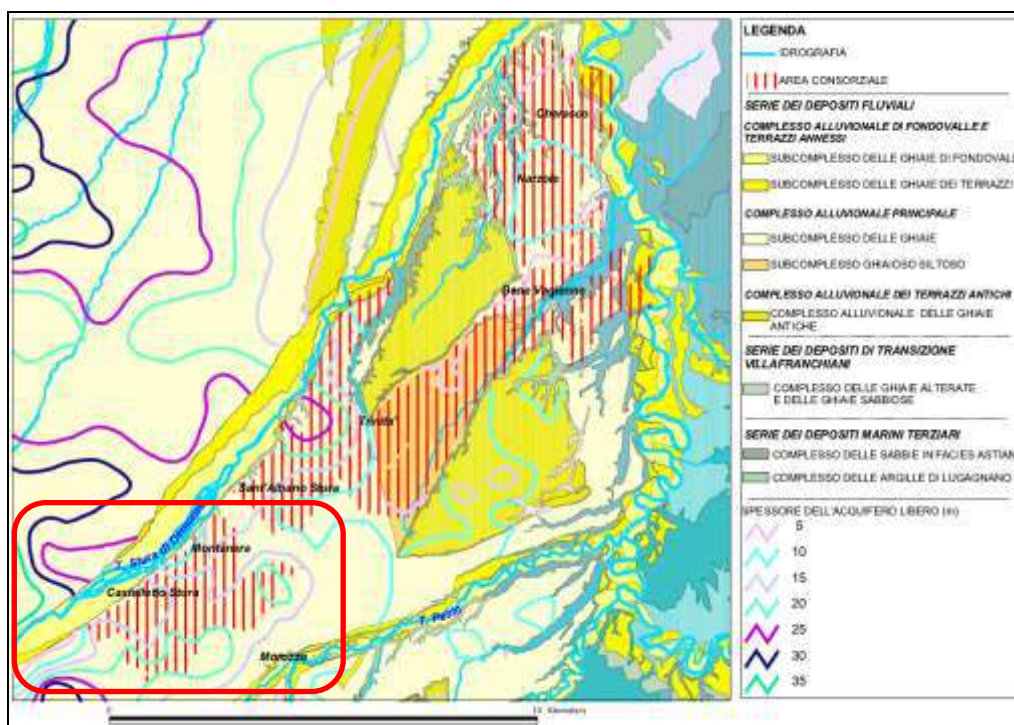 Cherasco
Narzole
Bene Vagienna
Trinita'
Sant'Albano Stura
T. Stura di Demonte
Montanera
Castelletto Stura
Morozzo
T. Pesio
0
10 Kilometers
LEGENDA
IDROGRAFIA
AREA CONSORZIALE
SERIE DEI DEPOSITI FLUVIALI
COMPLESSO ALLUVIONALE DI FONDOVALLE E
TERRAZZI ANNESSI
SUBCOMPLESSO DELLE GHIAIE DI FONDOVALL
SUBCOMPLESSO DELLE GHIAIE DEI TERRAZZI
COMPLESSO ALLUVIONALE PRINCIPALE
SUBCOMPLESSO DELLE GHIAIE
SUBCOMPLESSO GHIAIOSO SILTOSO
COMPLESSO ALLUVIONALE DEI TERRAZZI ANTICHI
COMPLESSO ALLUVIONALE DELLE GHIAIE
ANTICHE
SERIE DEI DEPOSITI DI TRANSIZIONE
VILLAFRANCHIANI
COMPLESSO DELLE GHIAIE ALTERATE
E DELLE GHIAIE SABBIOSE
SERIE DEI DEPOSITI MARINI TERZIARI
COMPLESSO DELLE SABBIE IN FACIES ASTIAN
COMPLESSO DELLE ARGILLE DI LUGAGNANO
SPESSORE DELL'ACQUIFERO LIBERO (m)
5
10
15
20
25
30
35